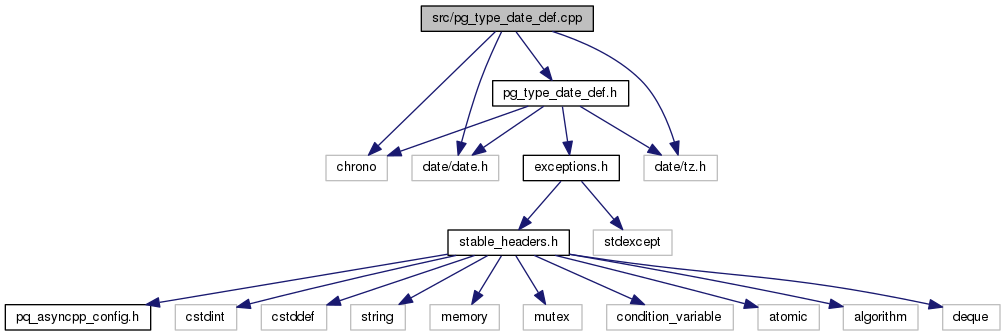 src/pg_type_date_def.cpp
pg_type_date_def.h
chrono
date/date.h
exceptions.h
date/tz.h
stable_headers.h
stdexcept
pq_asyncpp_config.h
cstdint
cstddef
string
memory
mutex
condition_variable
atomic
algorithm
deque